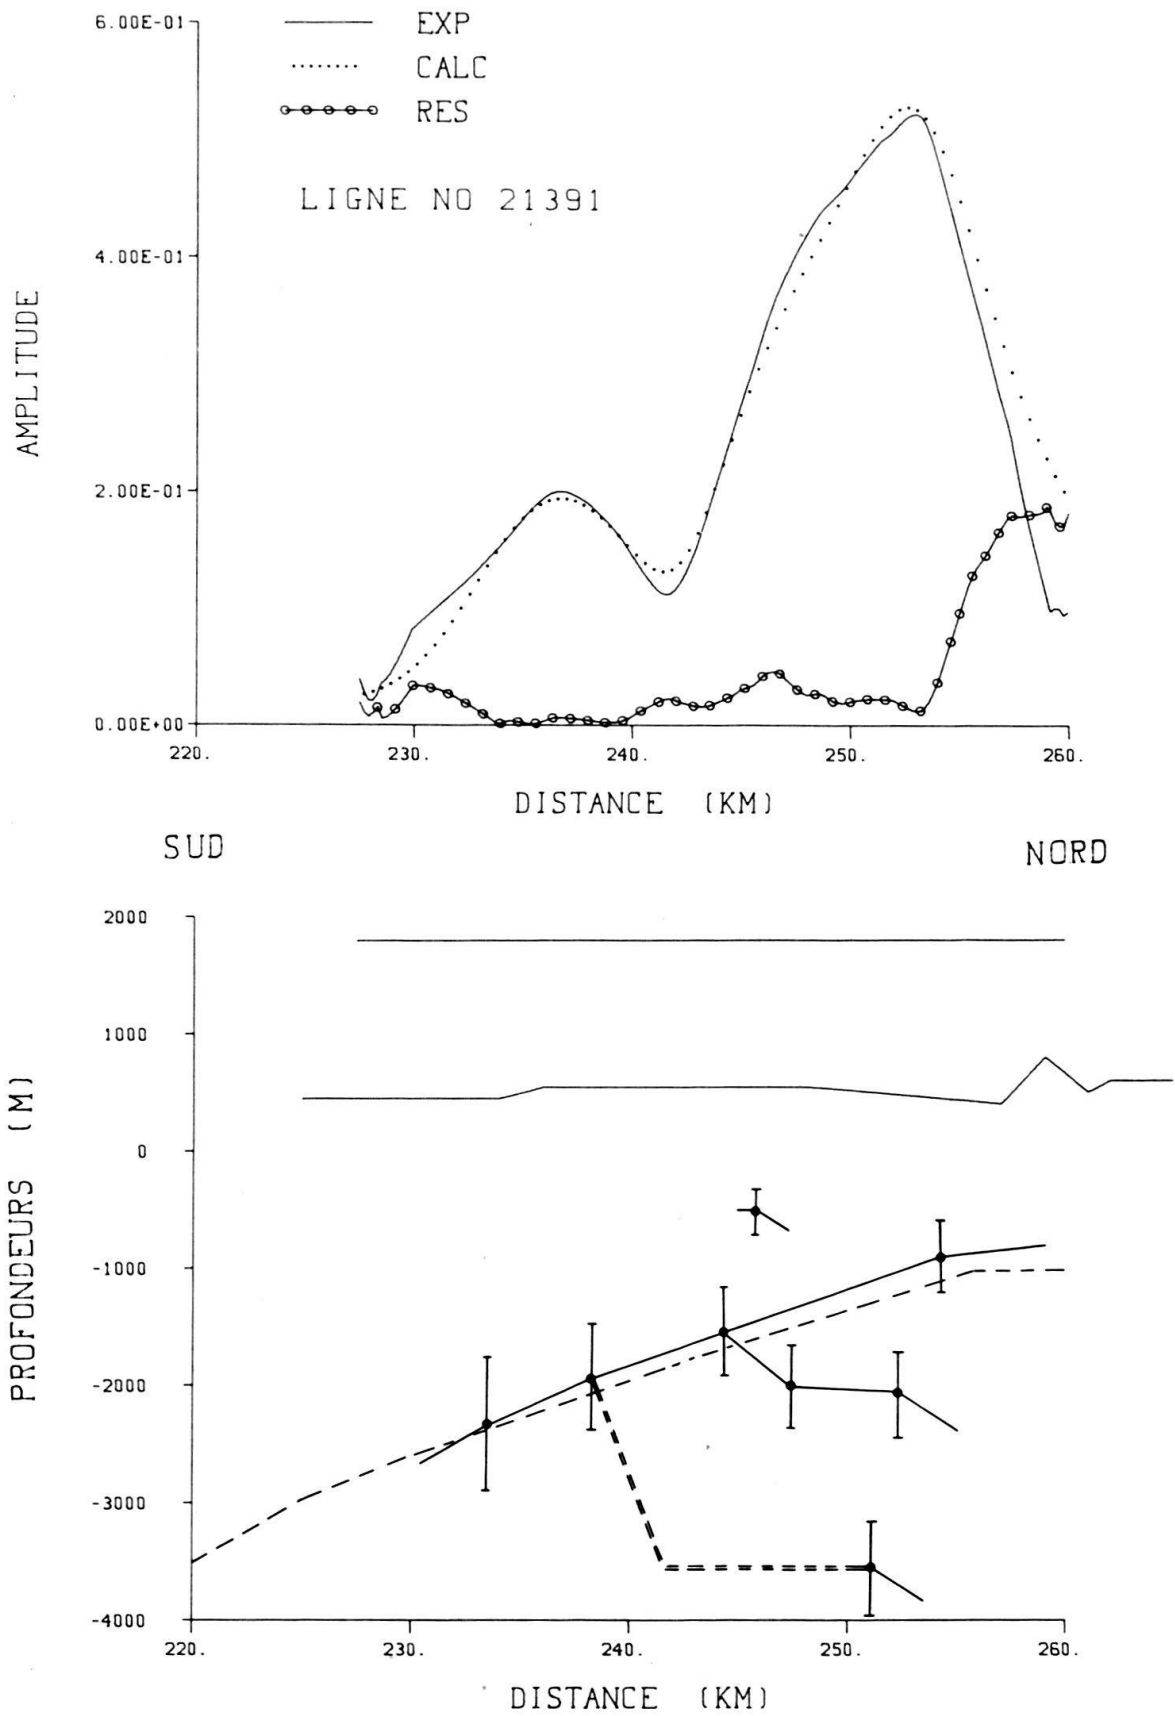 6.00E-01
EXP
CALC
RES
LIGNE NO 21391
4.00E-01
AMPLITUDE
2.00E-01
0.00E+00
220. 230. 240. 250. 260.
DISTANCE (KM)
SUD NORD
2000
1000
0
PROFONDEURS (M)
-1000
-2000
-3000
-4000
220. 230. 240. 250. 260.
DISTANCE (KM)